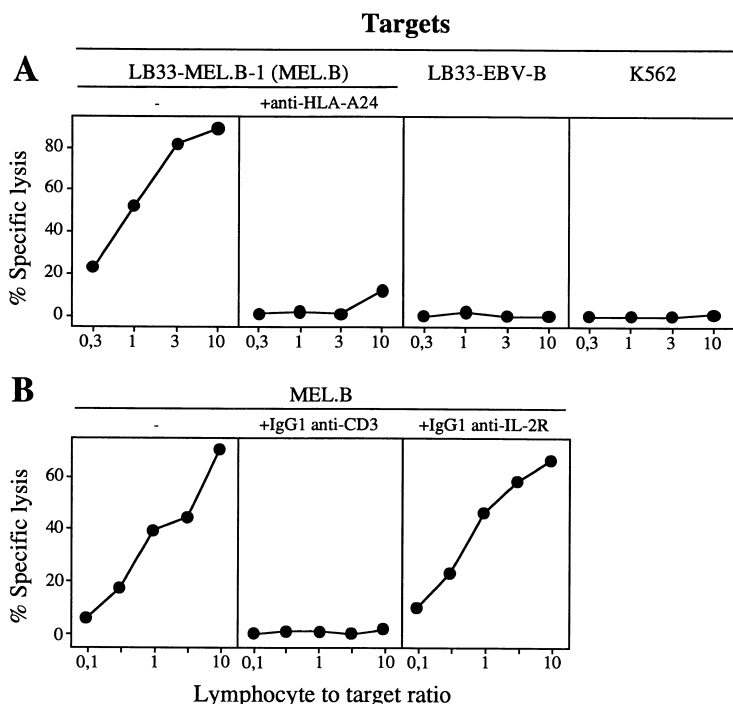 Targets
A
LB33-MEL.B-1 (MEL.B) LB33-EBV-B K562
- +anti-HLA-A24
% Specific lysis
80
60
40
20
0
0,3 1 3 10 0,3 1 3 10 0,3 1 3 10 0,3 1 3 10
B
MEL.B
- +IgG1 anti-CD3 +IgG1 anti-IL-2R
% Specific lysis
60
40
20
0
0,1 1 10 0,1 1 10 0,1 1 10
Lymphocyte to target ratio